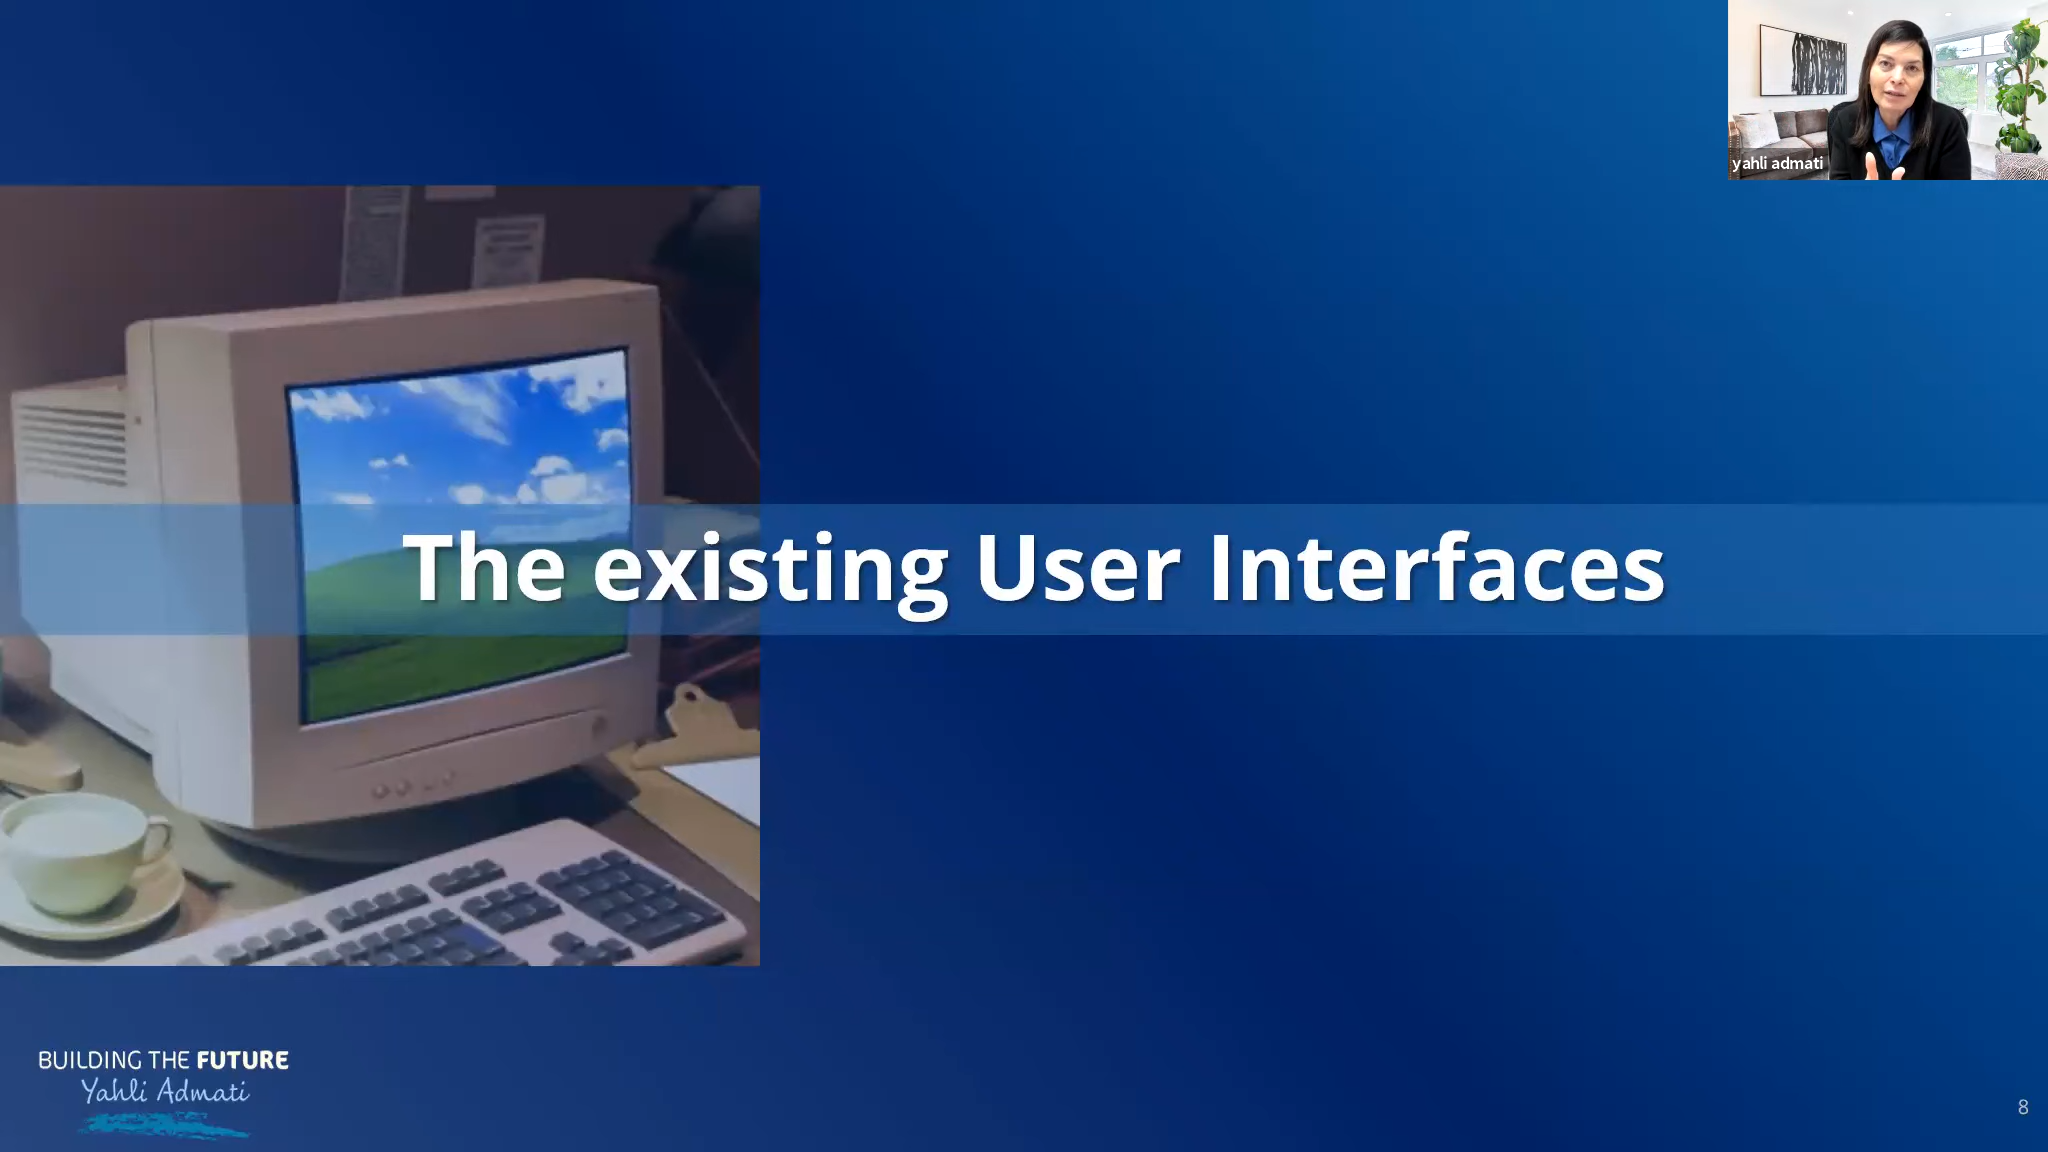 yahli admati
The existing User Interfaces
BUILDING THE FUTURE
Yahli Admati
8